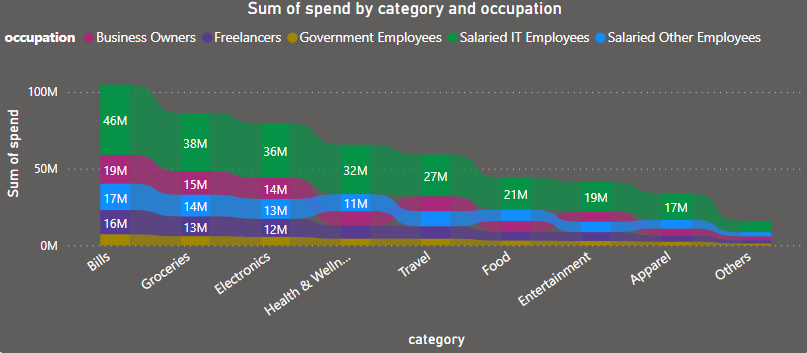 Sum of spend by category and occupation
occupation Business Owners Freelancers Government Employees Salaried IT Employees Salaried Other Employees
100M
50M
0M
Sum of spend
46M
19M
17M
16M
38M
15M
14M
13M
36M
14M
13M
12M
32M
11M
27M
21M
19M
17M
Bills
Groceries
Electronics
Health & Welln...
Travel
Food
Entertainment
Apparel
Others
category